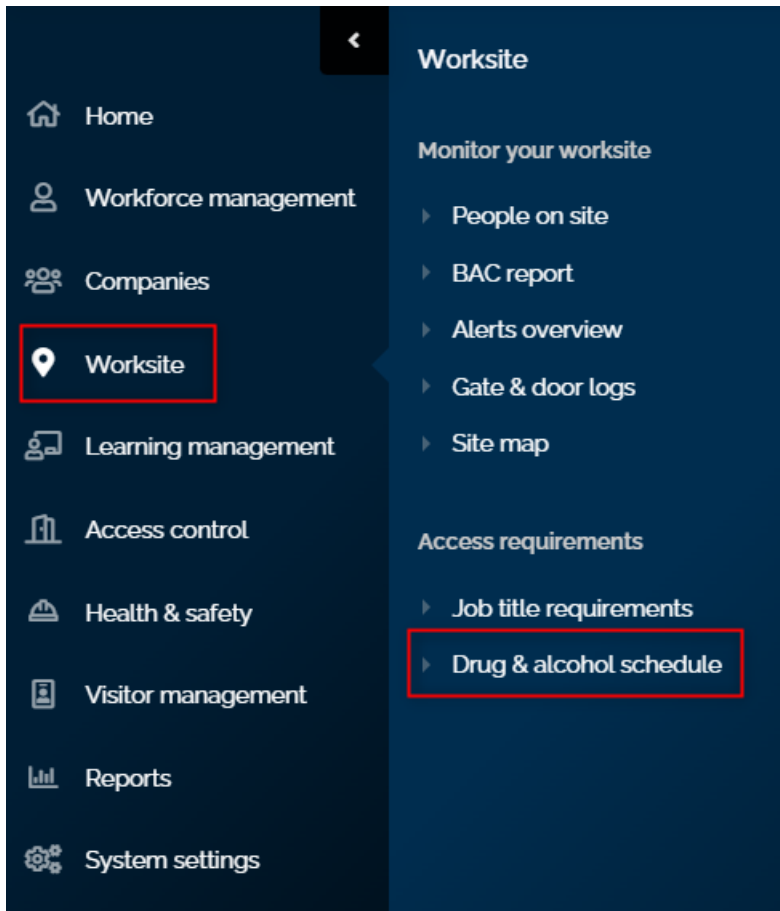 Home
Workforce management
Companies
Worksite
Learning management
Access control
Health & safety
Visitor management
Reports
System settings
Worksite
Monitor your worksite
People on site
BAC report
Alerts overview
Gate & door logs
Site map
Access requirements
Job title requirements
Drug & alcohol schedule